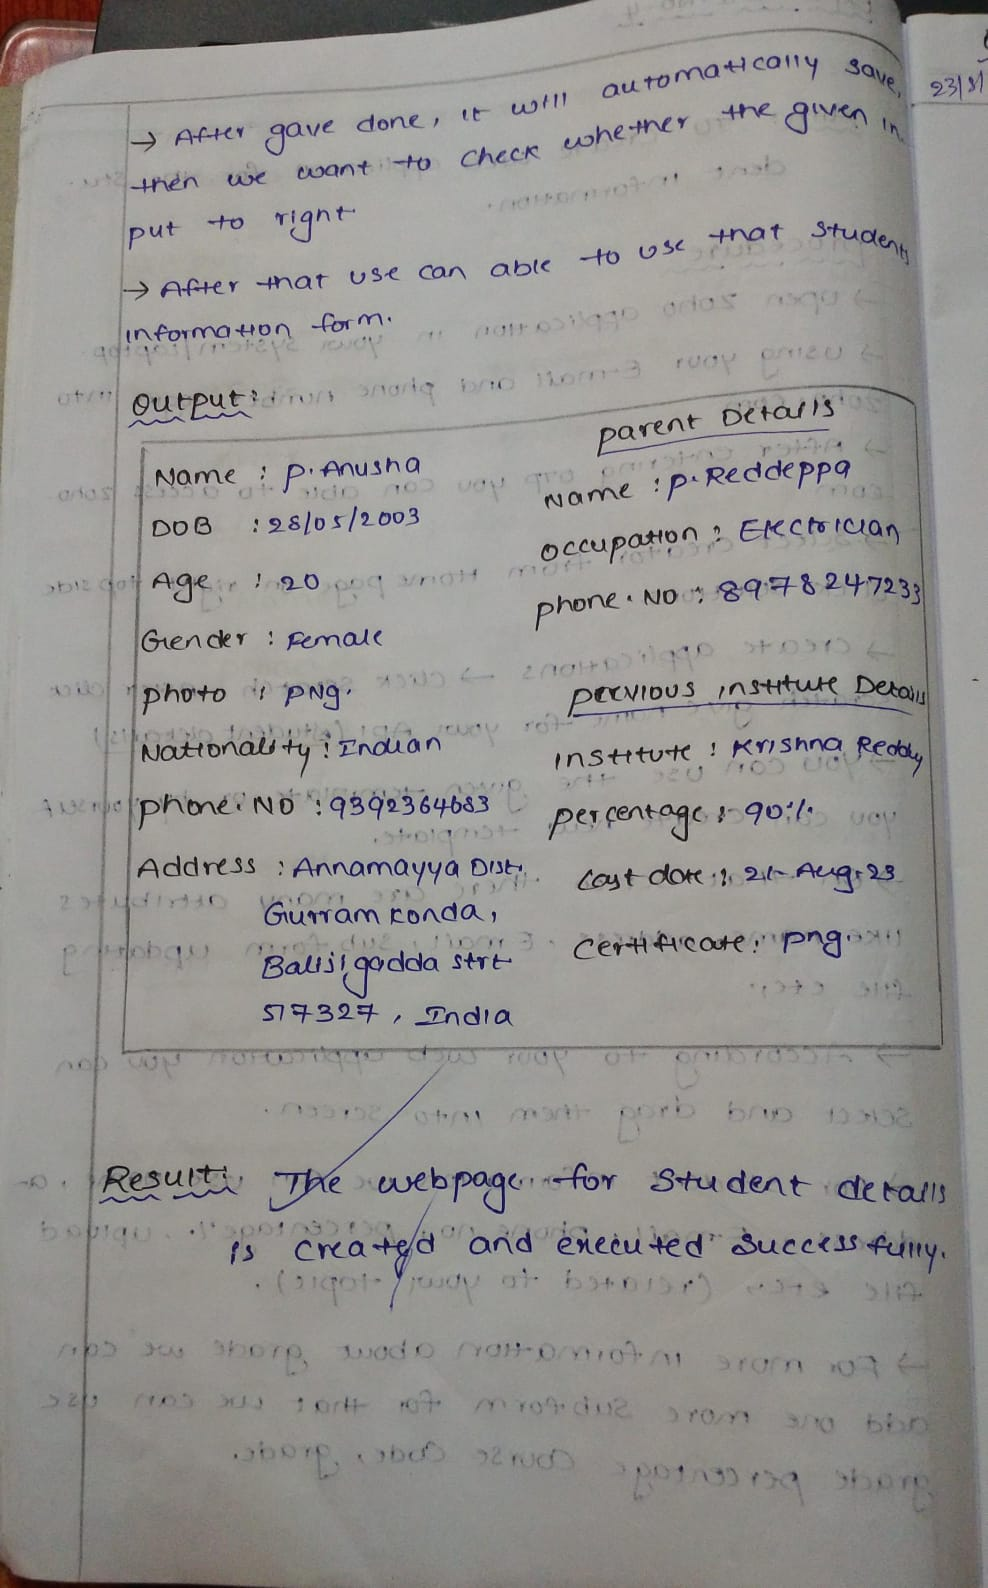 → After gave done, it will automatically save,
then we want to check whether the given in
put to right
→ After that use can able to use that students
information form.
Output:
Name : P. Anusha
DOB : 28/05/2003
Age : 20
Gender : Female
photo : PNG.
Nationality : Indian
phone. NO : 9392364683
Address : Annamayya Dist,
Gurram Konda,
Balijigadda strt
517327, India
parent Details
Name : P. Reddeppa
occupation : Electrician
phone. NO : 8978247233
previous institute Details
institute : Krishna Reddy
percentage : 90%
Last date : 21-Aug-23
Certificate : png.
Result: The webpage for Student details
is created and executed successfully.